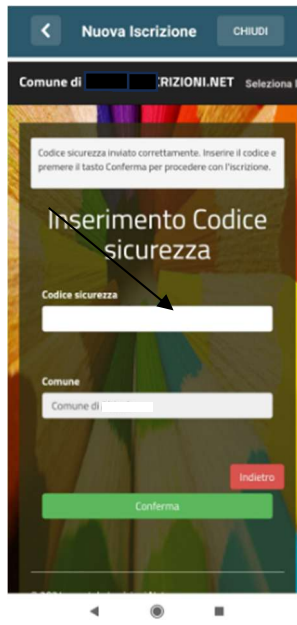 Nuova Iscrizione CHIUDI
Comune di RIZIONI.NET Seleziona
Codice sicurezza inviato correttamente. Inserire il codice e
premere il tasto Conferma per procedere con l'iscrizione.
Inserimento Codice
sicurezza
Codice sicurezza
Comune
Comune di
Indietro
Conferma